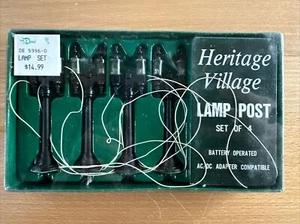 DE 5996-0
LAMP SET
$14.99
Heritage
Village
LAMP POST
SET OF 4
BATTERY OPERATED
AC/DC ADAPTER COMPATIBLE